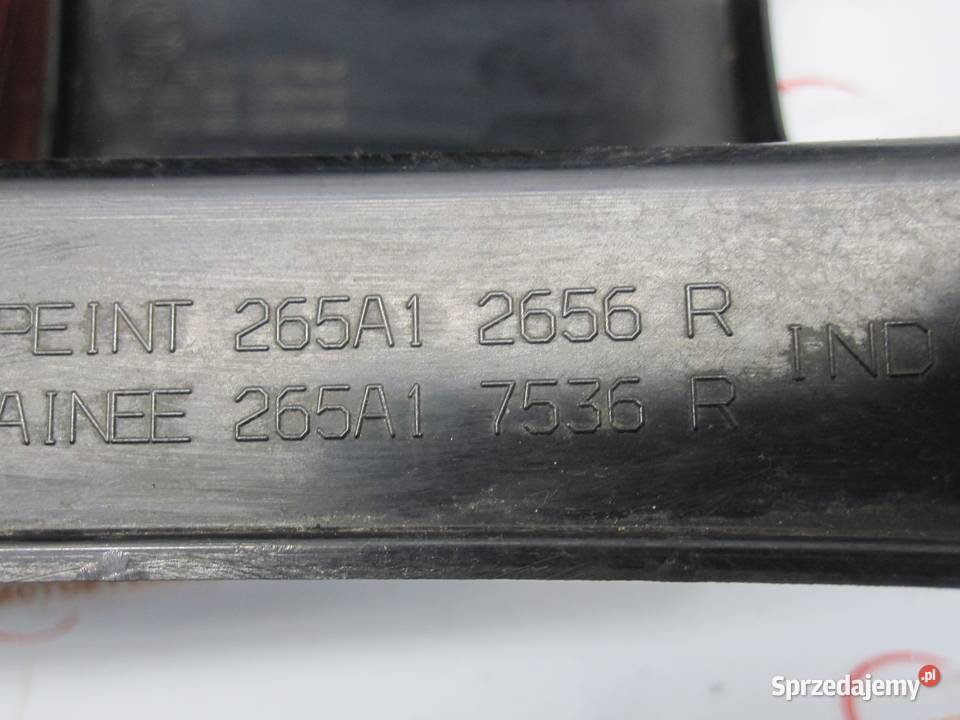 PEINT 265A1 2656 R
AINEE 265A1 7536 R
IND
Sprzedajemy.pl